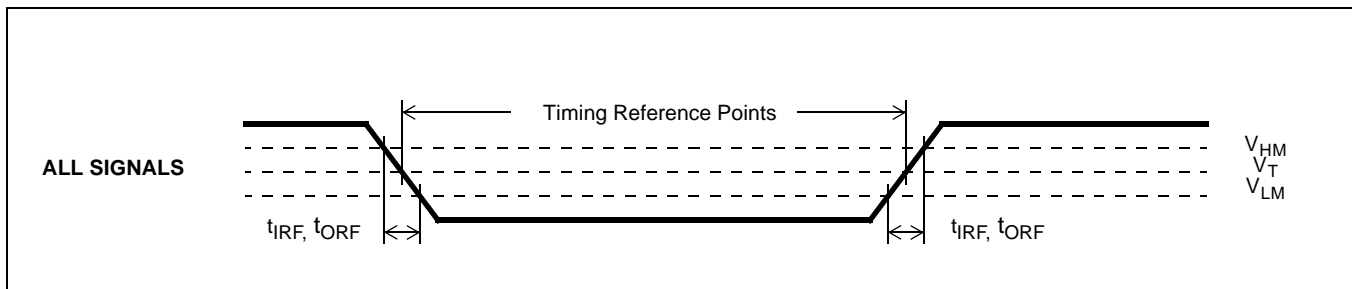 Timing Reference Points
ALL SIGNALS
V_HM
V_T
V_LM
t_IRF, t_ORF
t_IRF, t_ORF